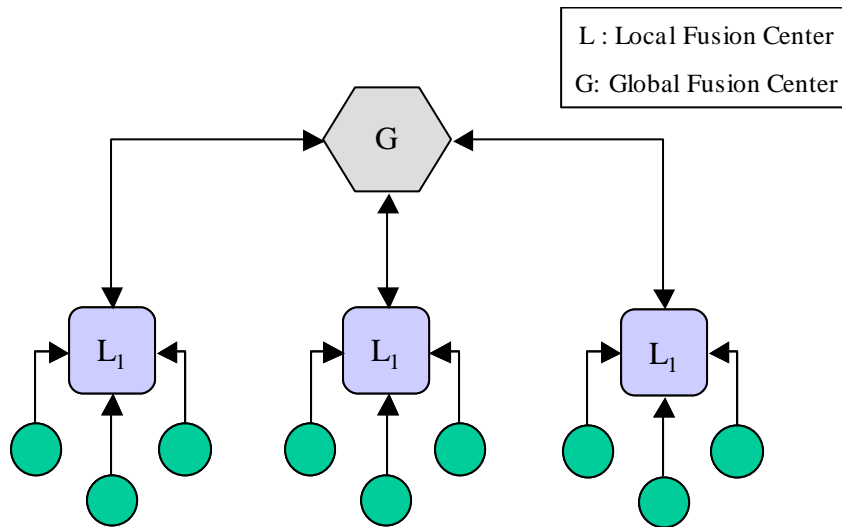 L : Local Fusion Center
G: Global Fusion Center
G
L₁
L₁
L₁